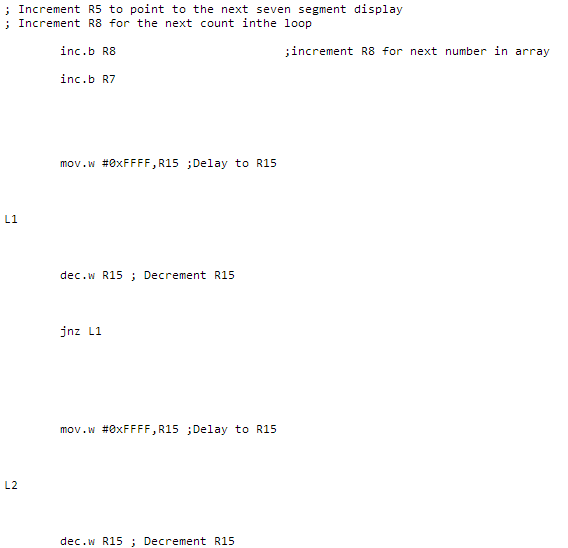 ; Increment R5 to point to the next seven segment display
; Increment R8 for the next count inthe loop
inc.b R8 ;increment R8 for next number in array
inc.b R7
mov.w #0xFFFF,R15 ;Delay to R15
L1
dec.w R15 ; Decrement R15
jnz L1
mov.w #0xFFFF,R15 ;Delay to R15
L2
dec.w R15 ; Decrement R15